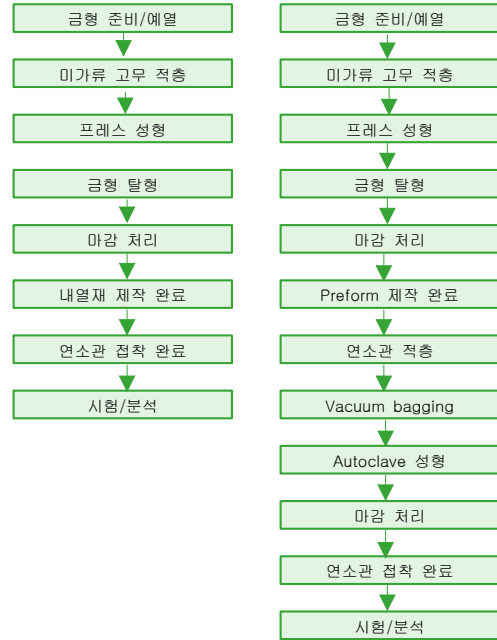 금형 준비/예열
미가류 고무 적층
프레스 성형
금형 탈형
마감 처리
내열재 제작 완료
연소관 접착 완료
시험/분석
금형 준비/예열
미가류 고무 적층
프레스 성형
금형 탈형
마감 처리
Preform 제작 완료
연소관 적층
Vacuum bagging
Autoclave 성형
마감 처리
연소관 접착 완료
시험/분석